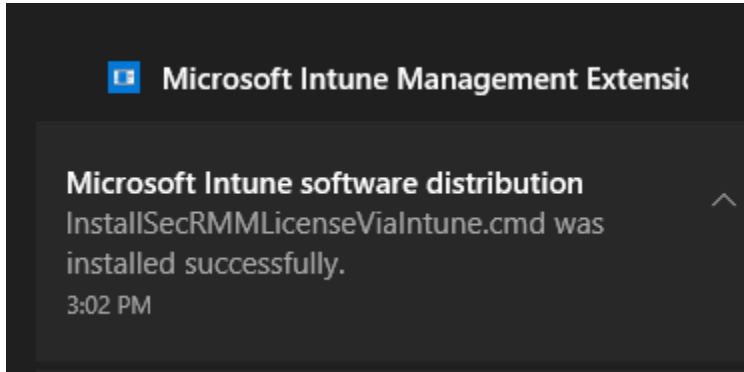 Microsoft Intune Management Extensi
Microsoft Intune software distribution
InstallSecRMMLicenseViaIntune.cmd was
installed successfully.
3:02 PM